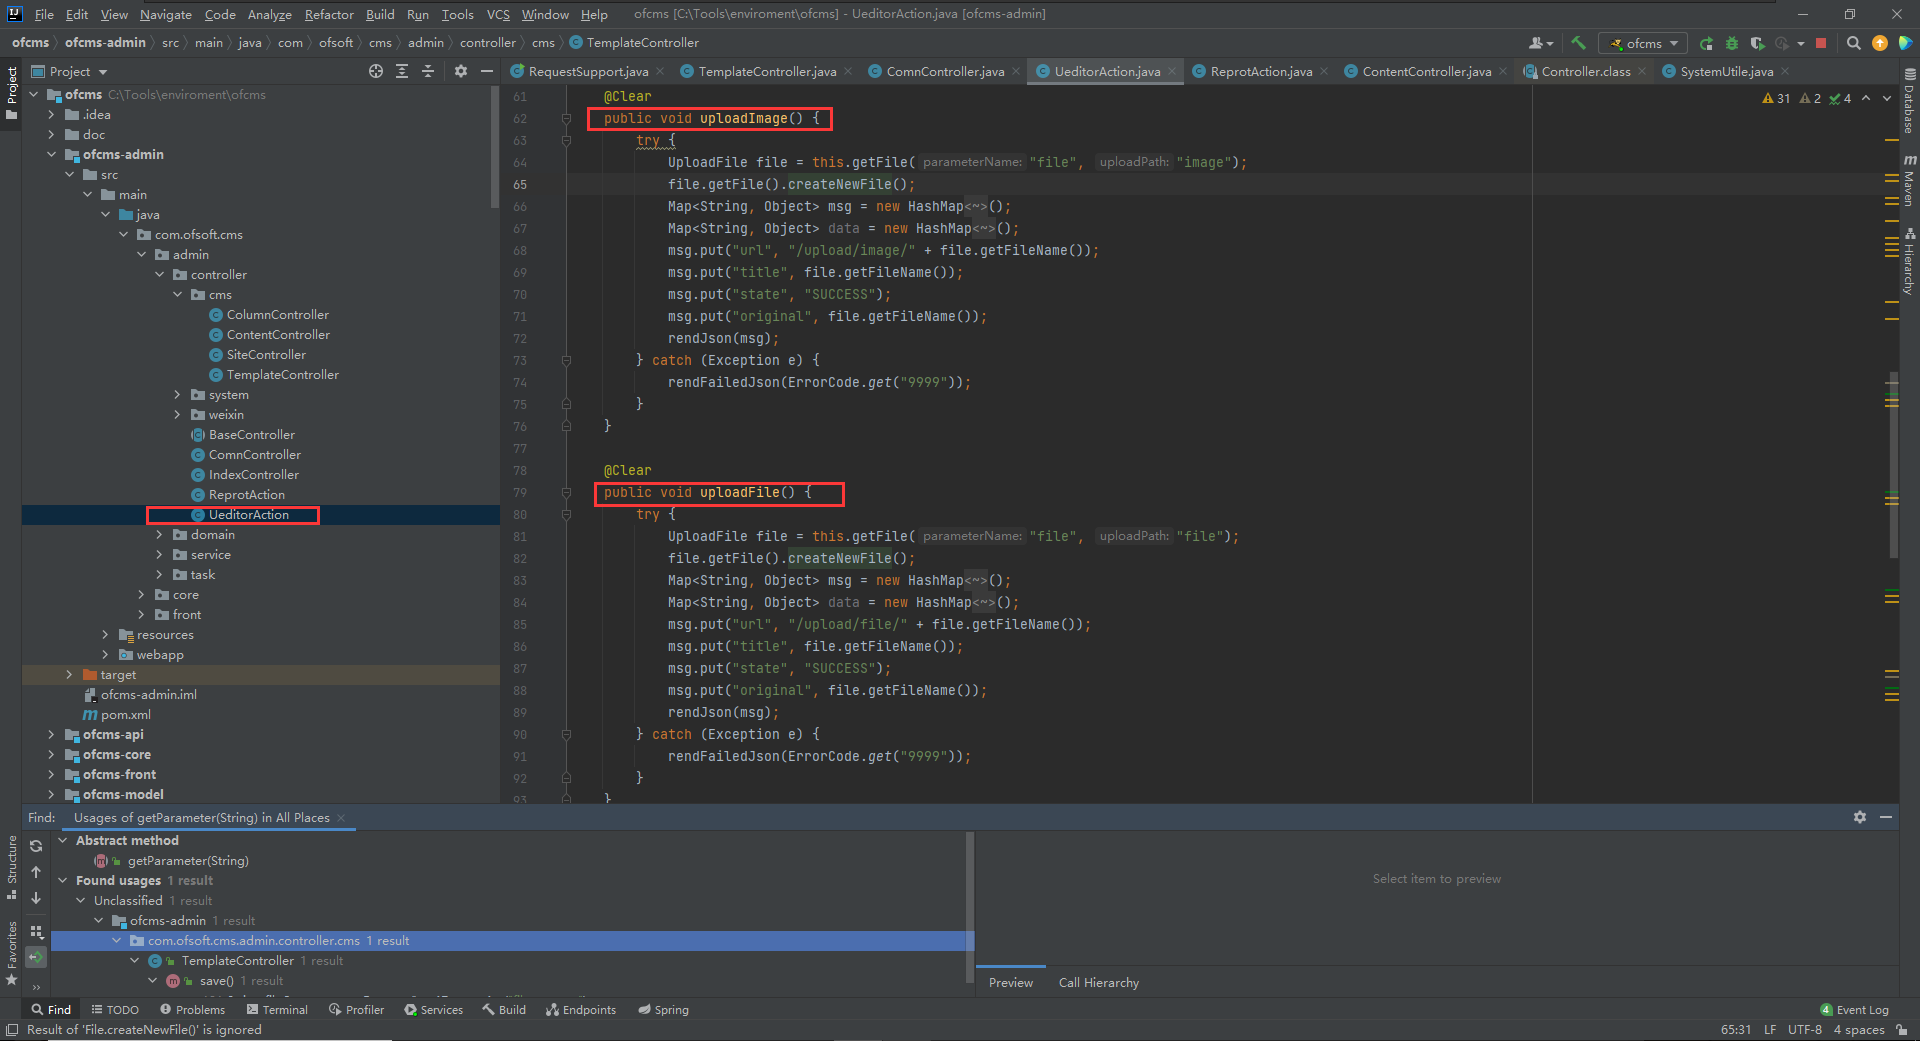 File Edit View Navigate Code Analyze Refactor Build Run Tools VCS Window Help ofcms [C:\Tools\enviroment\ofcms] - UeditorAction.java [ofcms-admin]
ofcms ofcms-admin src main java com ofsoft cms admin controller cms TemplateController ofcms
Project
RequestSupport.java TemplateController.java ComnController.java UeditorAction.java ReprotAction.java ContentController.java Controller.class SystemUtile.java
Project
ofcms C:\Tools\enviroment\ofcms
.idea
doc
ofcms-admin
src
main
java
com.ofsoft.cms
admin
controller
cms
ColumnController
ContentController
SiteController
TemplateController
system
weixin
BaseController
ComnController
IndexController
ReprotAction
UeditorAction
domain
service
task
core
front
resources
webapp
target
ofcms-admin.iml
pom.xml
ofcms-api
ofcms-core
ofcms-front
ofcms-model
31 2 4
61 @Clear
62 public void uploadImage() {
63 try {
64 UploadFile file = this.getFile( parameterName: "file", uploadPath: "image");
65 file.getFile().createNewFile();
66 Map<String, Object> msg = new HashMap<~>();
67 Map<String, Object> data = new HashMap<~>();
68 msg.put("url", "/upload/image/" + file.getFileName());
69 msg.put("title", file.getFileName());
70 msg.put("state", "SUCCESS");
71 msg.put("original", file.getFileName());
72 rendJson(msg);
73 } catch (Exception e) {
74 rendFailedJson(ErrorCode.get("9999"));
75 }
76 }
77
78 @Clear
79 public void uploadFile() {
80 try {
81 UploadFile file = this.getFile( parameterName: "file", uploadPath: "file");
82 file.getFile().createNewFile();
83 Map<String, Object> msg = new HashMap<~>();
84 Map<String, Object> data = new HashMap<~>();
85 msg.put("url", "/upload/file/" + file.getFileName());
86 msg.put("title", file.getFileName());
87 msg.put("state", "SUCCESS");
88 msg.put("original", file.getFileName());
89 rendJson(msg);
90 } catch (Exception e) {
91 rendFailedJson(ErrorCode.get("9999"));
92 }
93 }
Database
Maven
Hierarchy
Find: Usages of getParameter(String) in All Places
Abstract method
getParameter(String)
Found usages 1 result
Unclassified 1 result
ofcms-admin 1 result
com.ofsoft.cms.admin.controller.cms 1 result
TemplateController 1 result
save() 1 result
Select item to preview
Preview Call Hierarchy
Structure
Favorites
Find TODO Problems Terminal Profiler Services Build Endpoints Spring 4 Event Log
Result of 'File.createNewFile()' is ignored 65:31 LF UTF-8 4 spaces